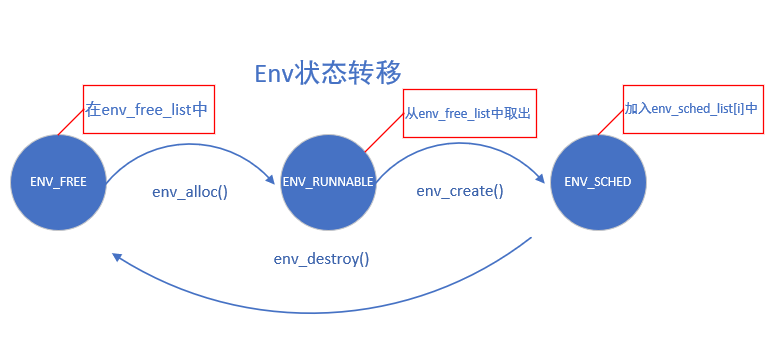 Env状态转移
在env_free_list中
从env_free_list中取出
加入env_sched_list[i]中
ENV_FREE
env_alloc()
ENV_RUNNABLE
env_create()
ENV_SCHED
env_destroy()